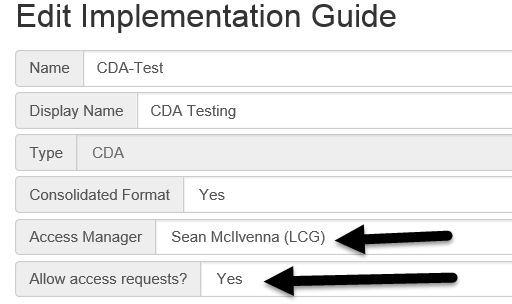 Edit Implementation Guide
Name CDA-Test
Display Name CDA Testing
Type CDA
Consolidated Format Yes
Access Manager Sean McIlvenna (LCG)
Allow access requests? Yes